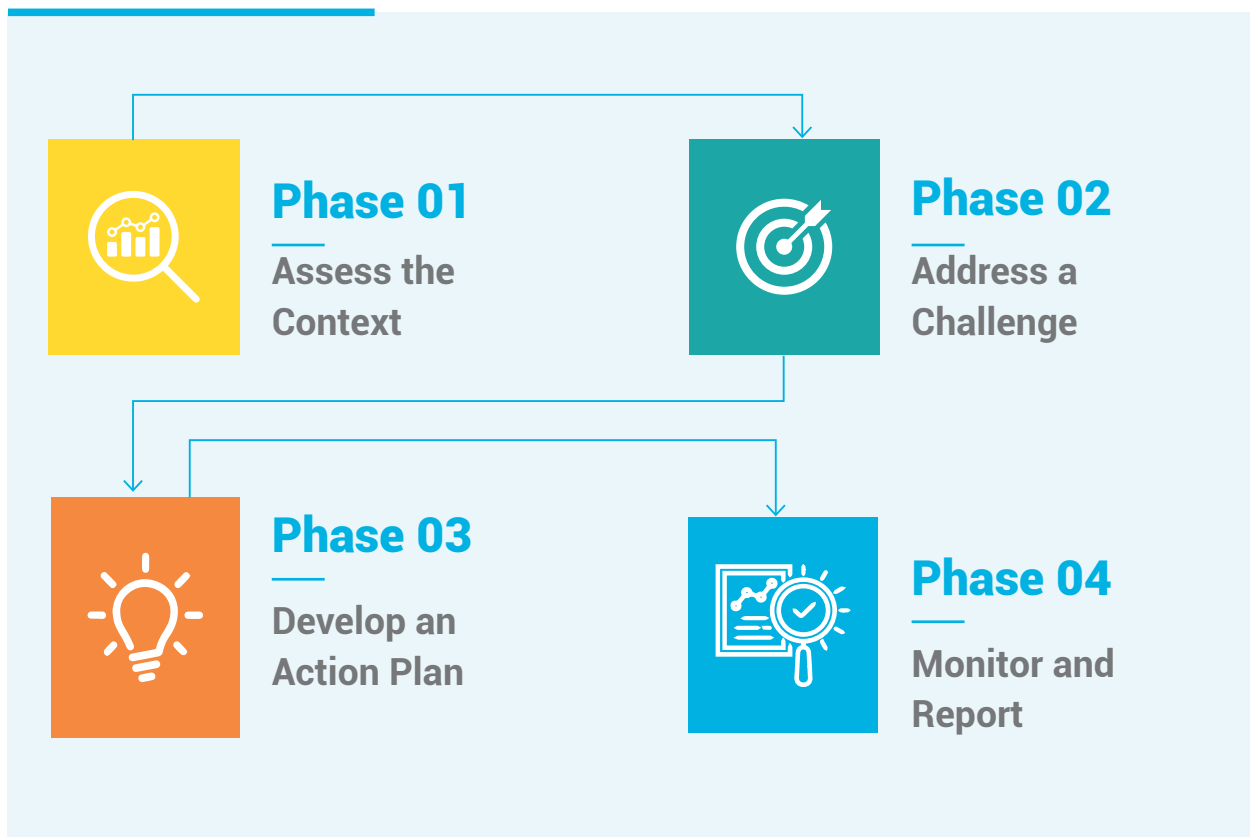 Phase 01
Assess the
Context
Phase 02
Address a
Challenge
Phase 03
Develop an
Action Plan
Phase 04
Monitor and
Report